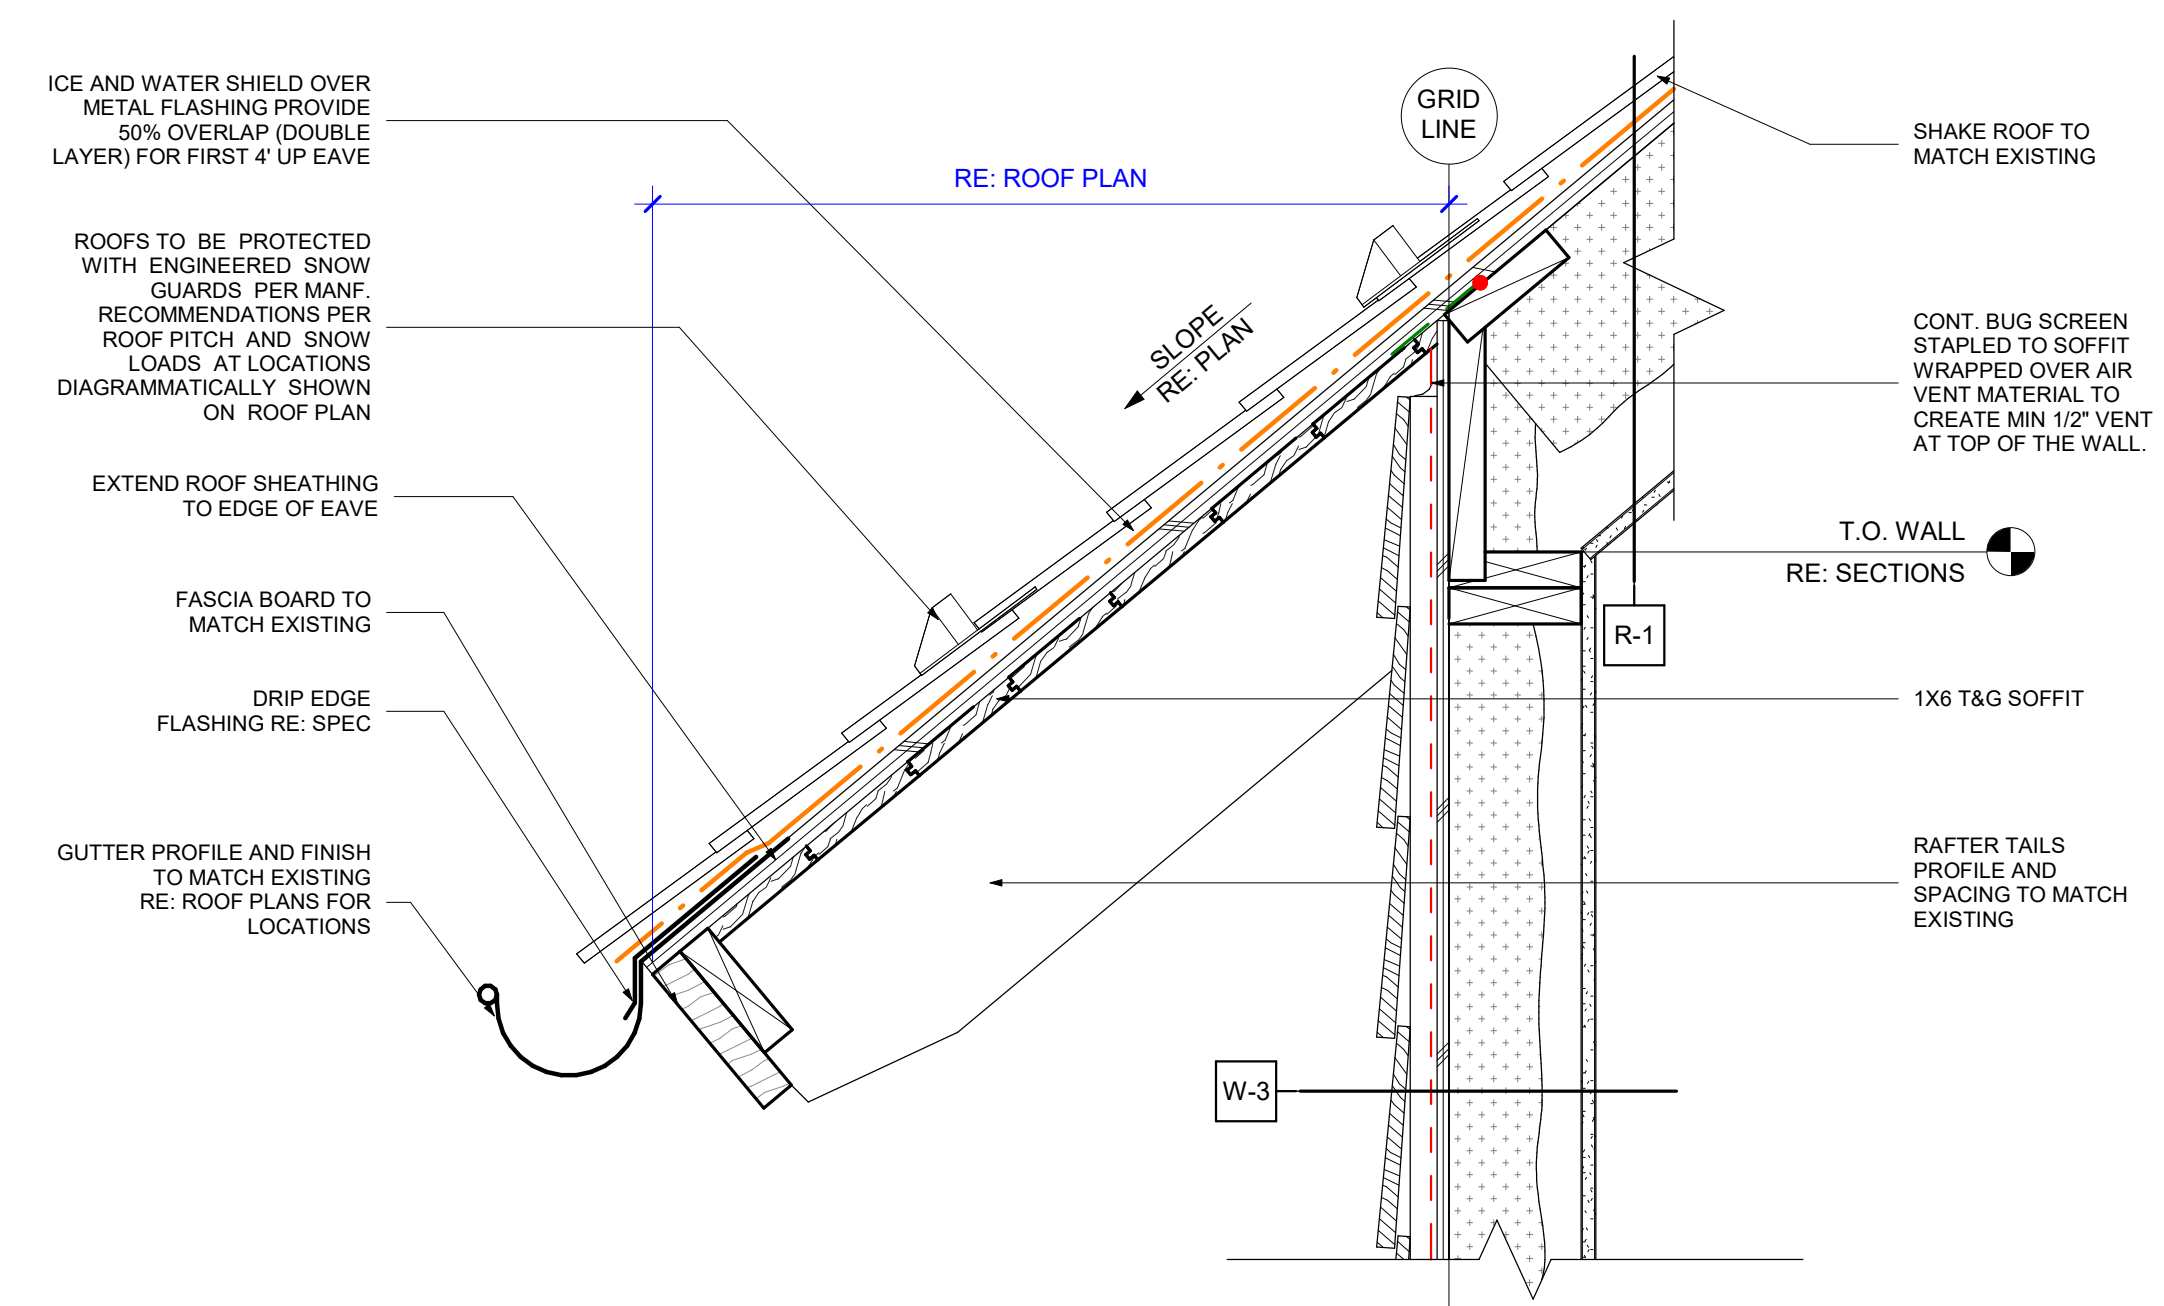 ICE AND WATER SHIELD OVER
METAL FLASHING PROVIDE
50% OVERLAP (DOUBLE
LAYER) FOR FIRST 4' UP EAVE
ROOFS TO BE PROTECTED
WITH ENGINEERED SNOW
GUARDS PER MANF.
RECOMMENDATIONS PER
ROOF PITCH AND SNOW
LOADS AT LOCATIONS
DIAGRAMMATICALLY SHOWN
ON ROOF PLAN
EXTEND ROOF SHEATHING
TO EDGE OF EAVE
FASCIA BOARD TO
MATCH EXISTING
DRIP EDGE
FLASHING RE: SPEC
GUTTER PROFILE AND FINISH
TO MATCH EXISTING
RE: ROOF PLANS FOR
LOCATIONS
RE: ROOF PLAN
GRID
LINE
SLOPE
RE: PLAN
SHAKE ROOF TO
MATCH EXISTING
CONT. BUG SCREEN
STAPLED TO SOFFIT
WRAPPED OVER AIR
VENT MATERIAL TO
CREATE MIN 1/2" VENT
AT TOP OF THE WALL.
T.O. WALL
RE: SECTIONS
R-1
1X6 T&G SOFFIT
RAFTER TAILS
PROFILE AND
SPACING TO MATCH
EXISTING
W-3